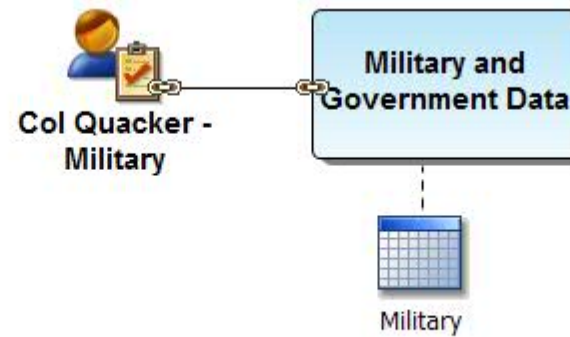 Col Quacker -
Military
Military and
Government Data
Military